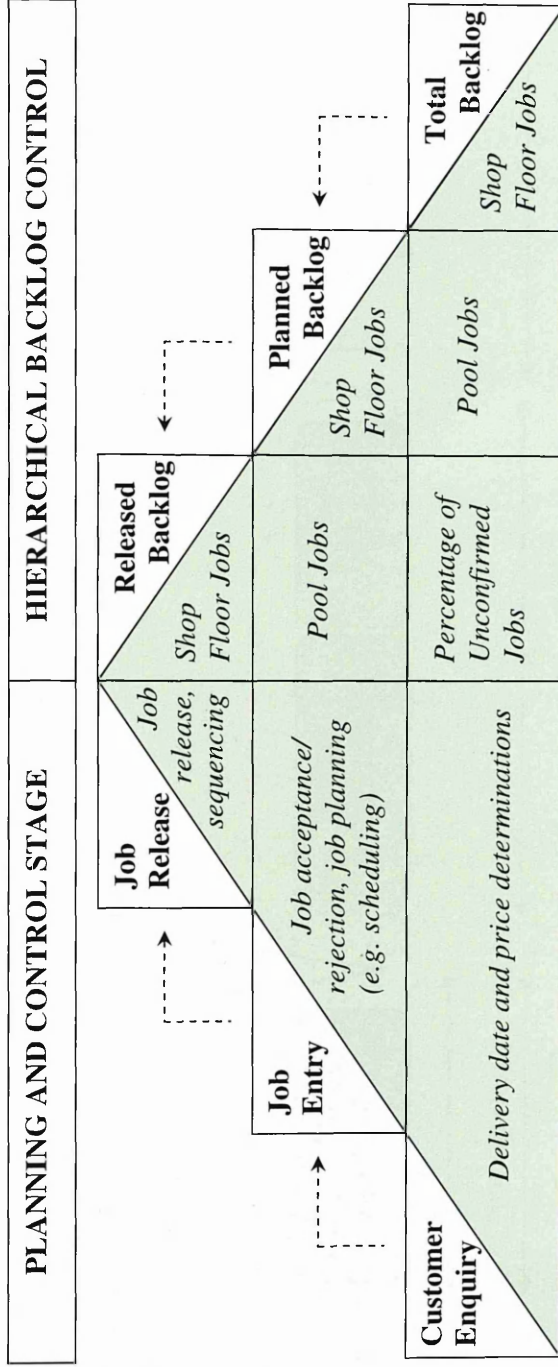 PLANNING AND CONTROL STAGE
HIERARCHICAL BACKLOG CONTROL
Job
Release
Job
release,
sequencing
Shop
Floor Jobs
Released
Backlog
Job
Entry
Job acceptance/
rejection, job planning
(e.g. scheduling)
Pool Jobs
Shop
Floor Jobs
Planned
Backlog
Customer
Enquiry
Delivery date and price determinations
Percentage of
Unconfirmed
Jobs
Pool Jobs
Shop
Floor Jobs
Total
Backlog